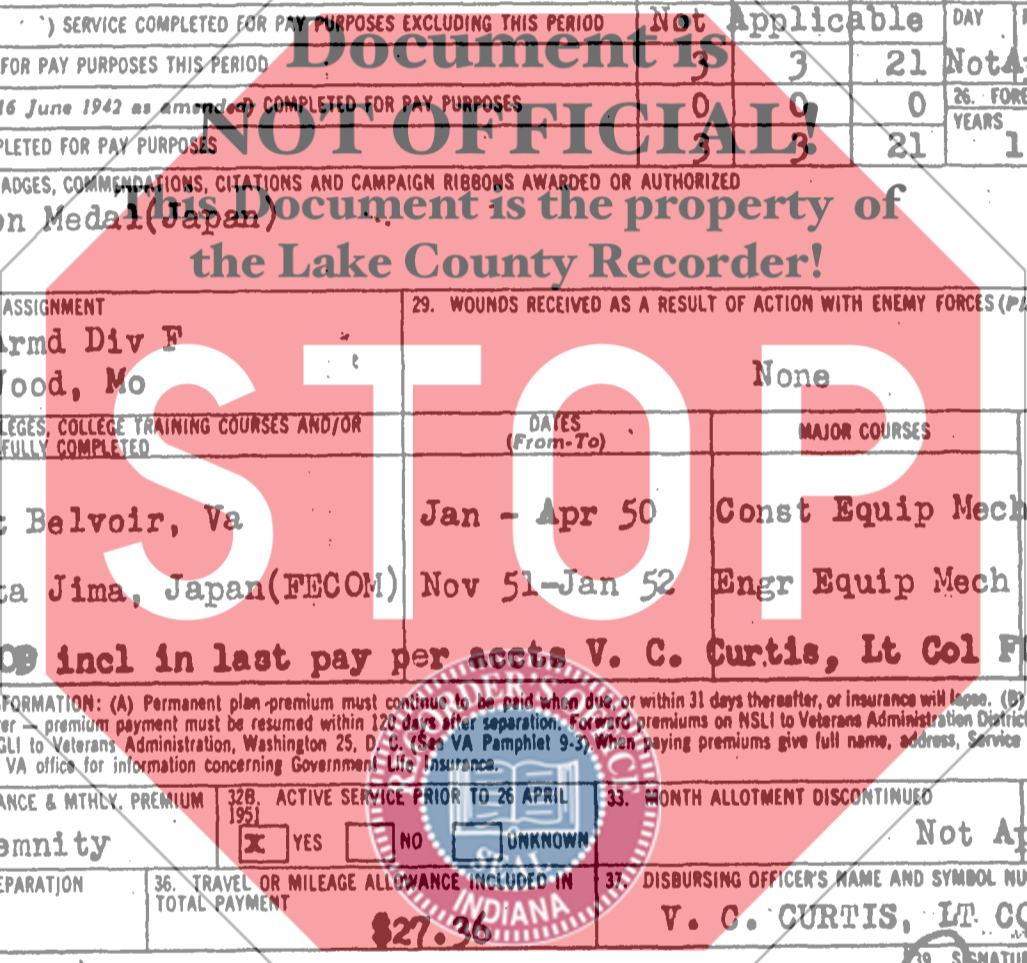 ') SERVICE COMPLETED FOR PAY PURPOSES EXCLUDING THIS PERIOD Not Applicable DAY
Document is
FOR PAY PURPOSES THIS PERIOD 3 3 21 NotA
16 June 1942 as amended) COMPLETED FOR PAY PURPOSES 0 0 0 26. FORE
NOT OFFICIAL!
YEARS
PLETED FOR PAY PURPOSES 3 3 21 1
ADGES, COMMENDATIONS, CITATIONS AND CAMPAIGN RIBBONS AWARDED OR AUTHORIZED
This Document is the property of
on Medal(Japan)
the Lake County Recorder!
ASSIGNMENT 29. WOUNDS RECEIVED AS A RESULT OF ACTION WITH ENEMY FORCES (Pl
Armd Div F
ood, Mo None
STOP
LEGES, COLLEGE TRAINING COURSES AND/OR DATES MAJOR COURSES
FULLY COMPLETED (From-To)
t Belvoir, Va Jan - Apr 50 Const Equip Mech
ta Jima, Japan(FECOM) Nov 51-Jan 52 Engr Equip Mech
incl in last pay per accts V. C. Curtis, Lt Col F
FORMATION: (A) Permanent plan-premium must continue to be paid when due, or within 31 days thereafter, or insurance will lapse. (B)
er — premium payment must be resumed within 120 days after separation. Forward premiums on NSLI to Veterans Administration District
GLI to Veterans Administration, Washington 25, D. C. (See VA Pamphlet 9-3) When paying premiums give full name, address, Service
VA office for information concerning Government Life Insurance.
RECORDER'S OFFICE
ANCE & MTHLY. PREMIUM 32B. ACTIVE SERVICE PRIOR TO 26 APRIL 33. MONTH ALLOTMENT DISCONTINUED
1951
emnity X YES NO UNKNOWN Not Ap
SEAL
EPARATION 36. TRAVEL OR MILEAGE ALLOWANCE INCLUDED IN 37. DISBURSING OFFICER'S NAME AND SYMBOL NU
TOTAL PAYMENT
INDIANA
$27.36 V. C. CURTIS, LT CO
39. SIGNATU